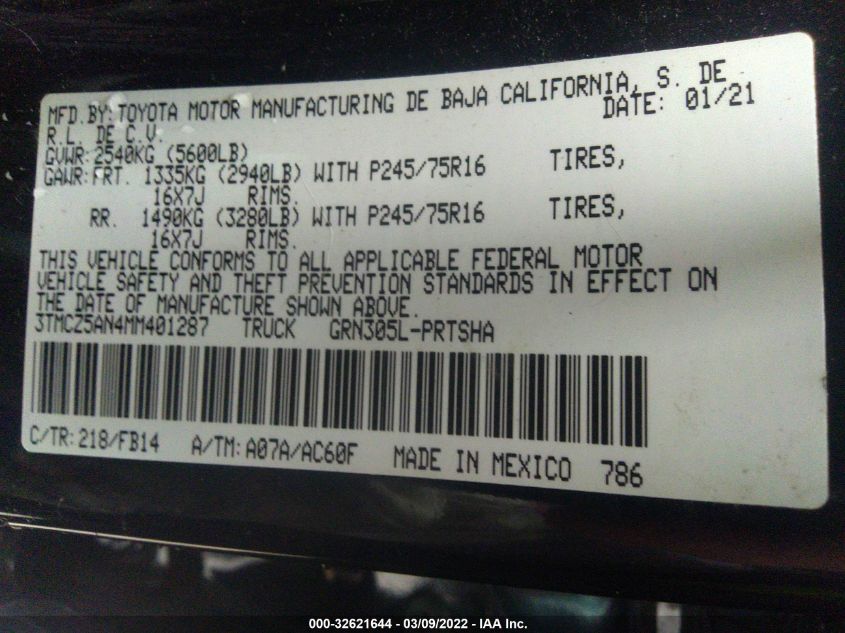 MFD.BY:TOYOTA MOTOR MANUFACTURING DE BAJA CALIFORNIA, S. DE
R.L. DE C.V. DATE: 01/21
GVWR:2540KG (5600LB)
GAWR:FRT. 1335KG (2940LB) WITH P245/75R16 TIRES,
16X7J RIMS.
RR. 1490KG (3280LB) WITH P245/75R16 TIRES,
16X7J RIMS.
THIS VEHICLE CONFORMS TO ALL APPLICABLE FEDERAL MOTOR
VEHICLE SAFETY AND THEFT PREVENTION STANDARDS IN EFFECT ON
THE DATE OF MANUFACTURE SHOWN ABOVE.
3TMCZ5AN4MM401287 TRUCK GRN305L-PRTSHA
C/TR:218/FB14 A/TM:A07A/AC60F MADE IN MEXICO 786
000-32621644 - 03/09/2022 - IAA Inc.